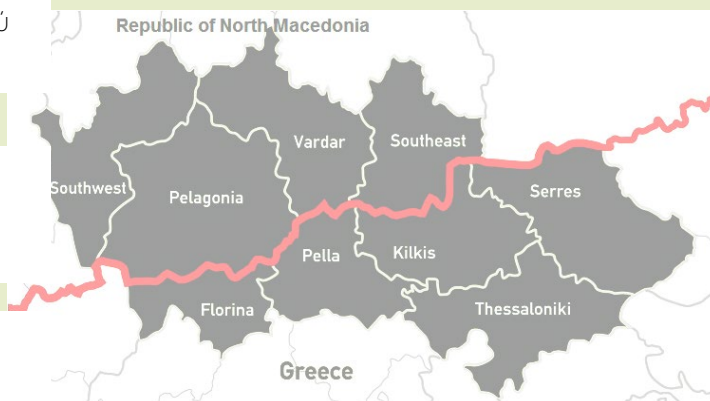 ύ
Republic of North Macedonia
Vardar
Southeast
Southwest
Pelagonia
Serres
Pella
Kilkis
Florina
Thessaloniki
Greece